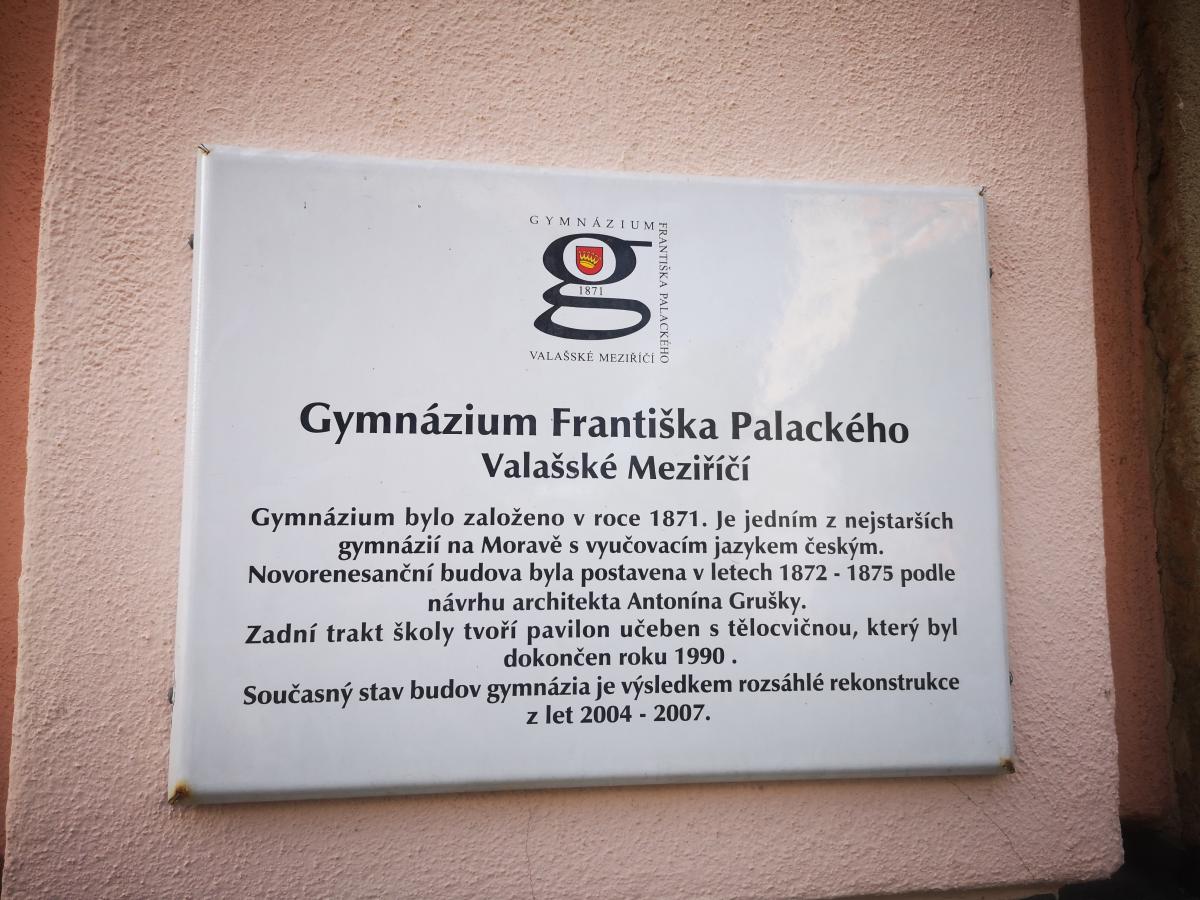 GYMNÁZIUM
FRANTIŠKA PALACKÉHO
1871
VALAŠSKÉ MEZIŘÍČÍ
Gymnázium Františka Palackého
Valašské Meziříčí
Gymnázium bylo založeno v roce 1871. Je jedním z nejstarších
gymnázií na Moravě s vyučovacím jazykem českým.
Novorenesanční budova byla postavena v letech 1872 - 1875 podle
návrhu architekta Antonína Grušky.
Zadní trakt školy tvoří pavilon učeben s tělocvičnou, který byl
dokončen roku 1990 .
Současný stav budov gymnázia je výsledkem rozsáhlé rekonstrukce
z let 2004 - 2007.